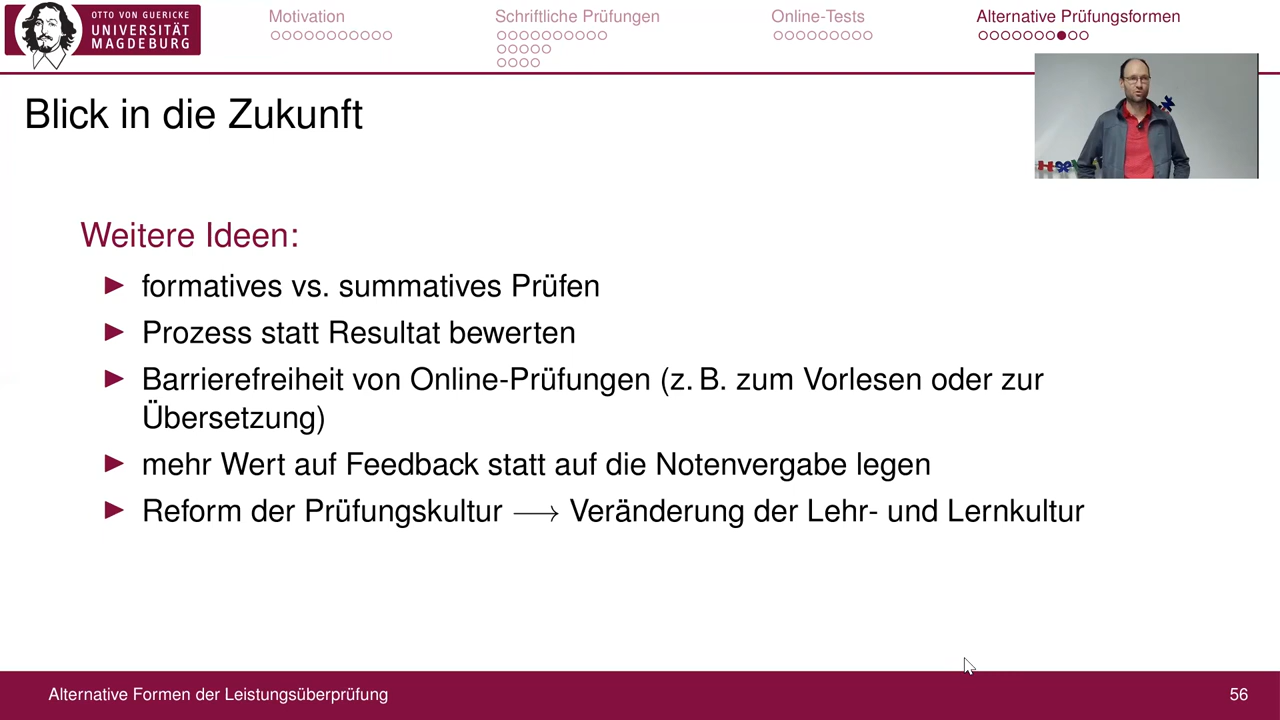 OTTO VON GUERICKE
UNIVERSITÄT
MAGDEBURG
Motivation
Schriftliche Prüfungen
Online-Tests
Alternative Prüfungsformen
Blick in die Zukunft
Weitere Ideen:
formatives vs. summatives Prüfen
Prozess statt Resultat bewerten
Barrierefreiheit von Online-Prüfungen (z. B. zum Vorlesen oder zur
Übersetzung)
mehr Wert auf Feedback statt auf die Notenvergabe legen
Reform der Prüfungskultur ⟶ Veränderung der Lehr- und Lernkultur
Alternative Formen der Leistungsüberprüfung
56